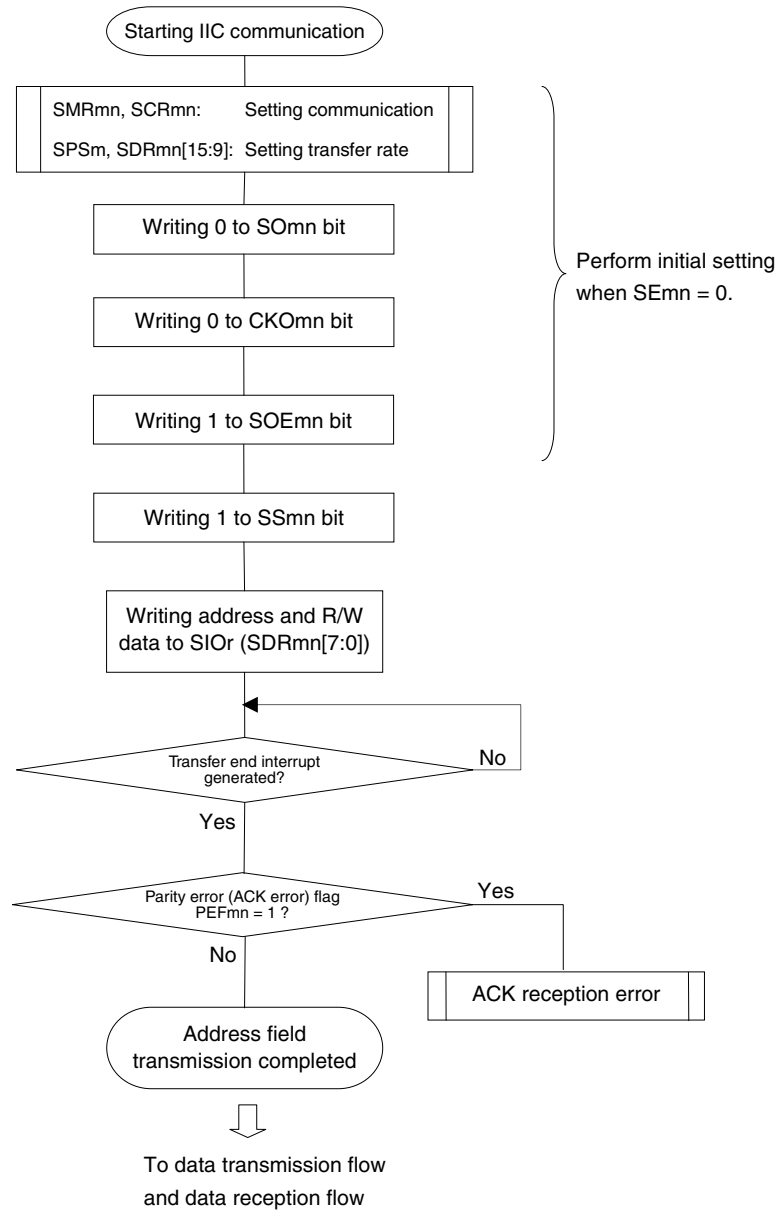 Starting IIC communication
SMRmn, SCRmn: Setting communication
SPSm, SDRmn[15:9]: Setting transfer rate
Writing 0 to SOmn bit
Perform initial setting
when SEmn = 0.
Writing 0 to CKOmn bit
Writing 1 to SOEmn bit
Writing 1 to SSmn bit
Writing address and R/W
data to SIOr (SDRmn[7:0])
Transfer end interrupt
generated?
No
Yes
Parity error (ACK error) flag
PEFmn = 1 ?
Yes
No
ACK reception error
Address field
transmission completed
To data transmission flow
and data reception flow